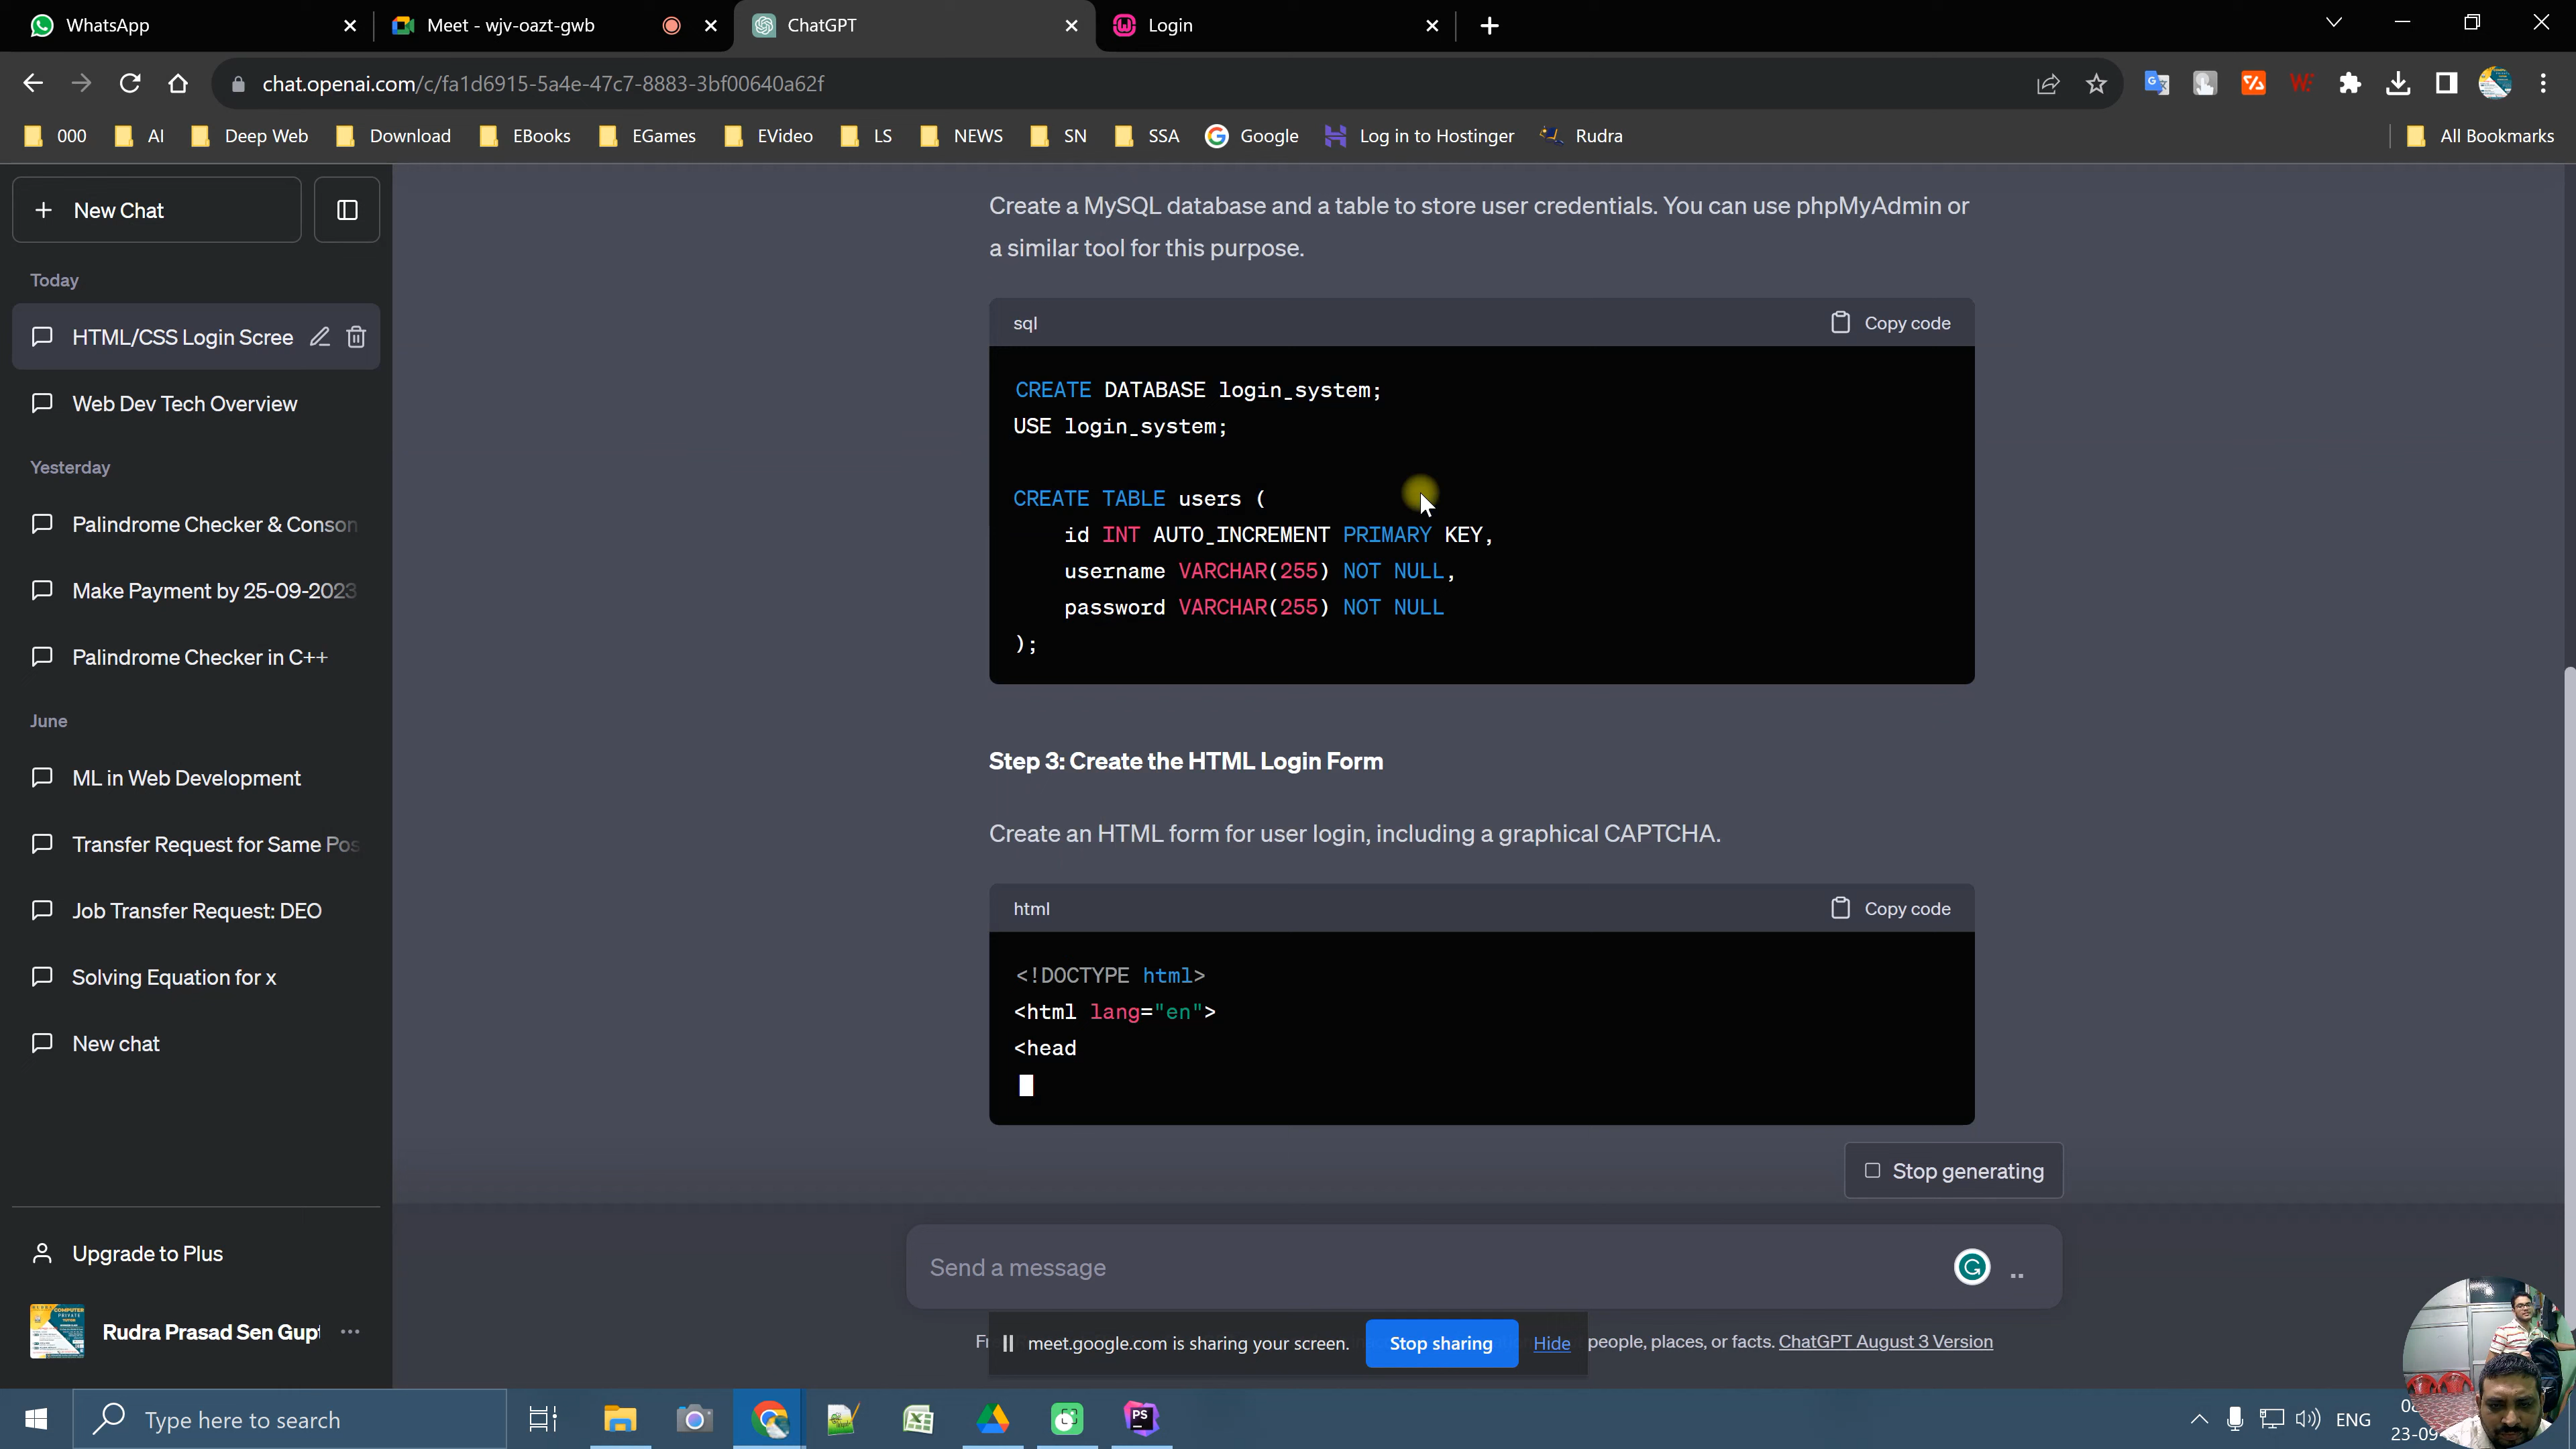 WhatsApp
Meet - wjv-oazt-gwb
ChatGPT
Login
chat.openai.com/c/fa1d6915-5a4e-47c7-8883-3bf00640a62f
000
AI
Deep Web
Download
EBooks
EGames
EVideo
LS
NEWS
SN
SSA
Google
Log in to Hostinger
Rudra
All Bookmarks
New Chat
Today
HTML/CSS Login Scree
Web Dev Tech Overview
Yesterday
Palindrome Checker & Conson
Make Payment by 25-09-2023
Palindrome Checker in C++
June
ML in Web Development
Transfer Request for Same Pos
Job Transfer Request: DEO
Solving Equation for x
New chat
Upgrade to Plus
Rudra Prasad Sen Gupt
Create a MySQL database and a table to store user credentials. You can use phpMyAdmin or
a similar tool for this purpose.
sql
Copy code
CREATE DATABASE login_system;
USE login_system;
CREATE TABLE users (
id INT AUTO_INCREMENT PRIMARY KEY,
username VARCHAR(255) NOT NULL,
password VARCHAR(255) NOT NULL
);
Step 3: Create the HTML Login Form
Create an HTML form for user login, including a graphical CAPTCHA.
html
Copy code
<!DOCTYPE html>
<html lang="en">
<head
Stop generating
Send a message
meet.google.com is sharing your screen.
Stop sharing
Hide
people, places, or facts. ChatGPT August 3 Version
Type here to search
PS
ENG
23-09